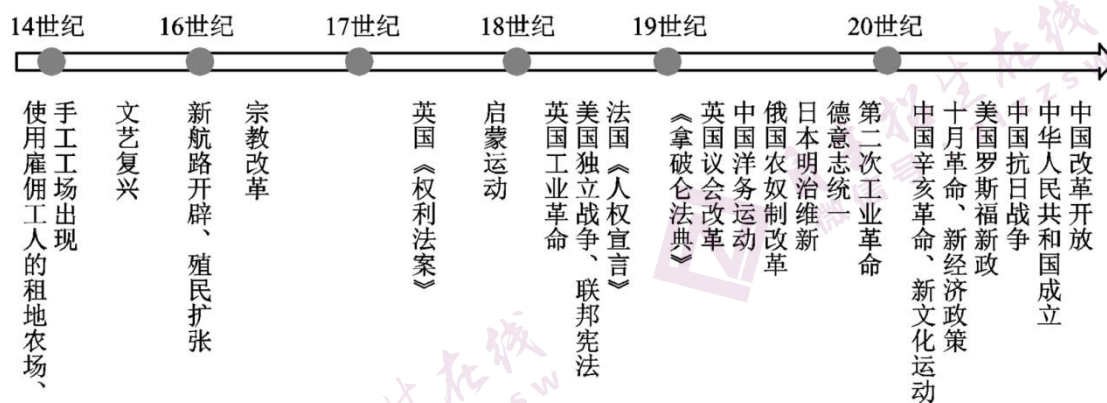 14世纪
16世纪
17世纪
18世纪
19世纪
20世纪
使用雇佣工人的租地农场、
手工工场出现
文艺复兴
新航路开辟、殖民扩张
宗教改革
英国《权利法案》
启蒙运动
英国工业革命
美国独立战争、联邦宪法
法国《人权宣言》
《拿破仑法典》
英国议会改革
中国洋务运动
俄国农奴制改革
日本明治维新
德意志统一
第二次工业革命
中国辛亥革命、新文化运动
十月革命、新经济政策
美国罗斯福新政
中国抗日战争
中华人民共和国成立
中国改革开放